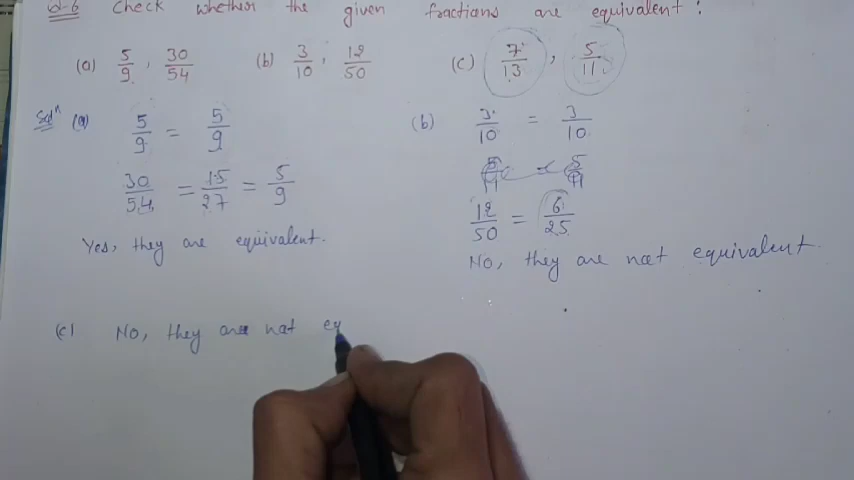 Q-6 Check whether the given fractions are equivalent :
(a) 5/9 , 30/54 (b) 3/10 , 12/50 (c) 7/13 , 5/11
Solⁿ (a) 5/9 = 5/9
30/54 = 15/27 = 5/9
Yes, they are equivalent.
(b) 3/10 = 3/10
12/50 = 6/25
No, they are not equivalent
(c) No, they are not eq